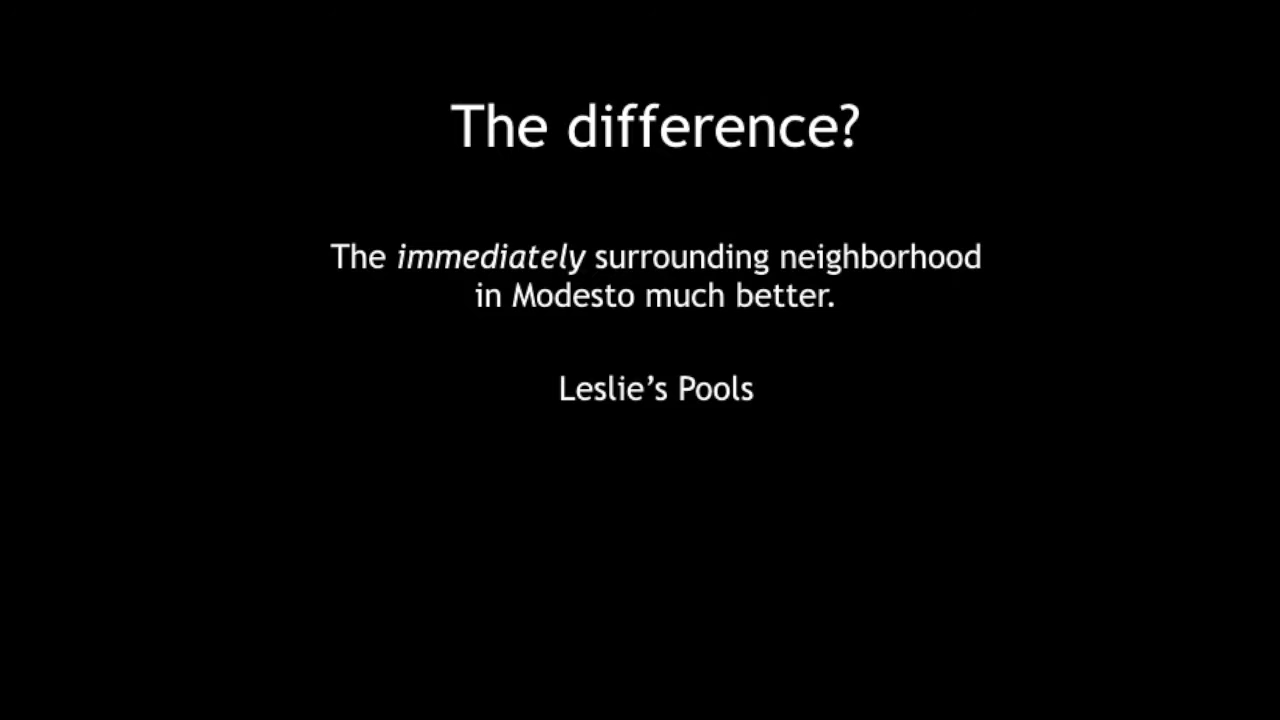 The difference?
The immediately surrounding neighborhood
in Modesto much better.
Leslie’s Pools